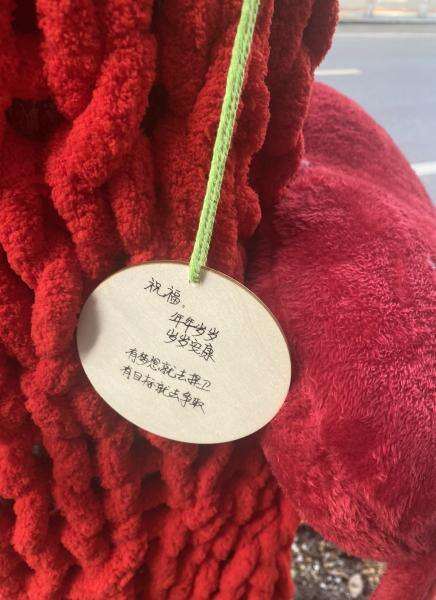 祝福。
年年岁岁
岁岁安康
有梦想就去捍卫
有目标就去争取